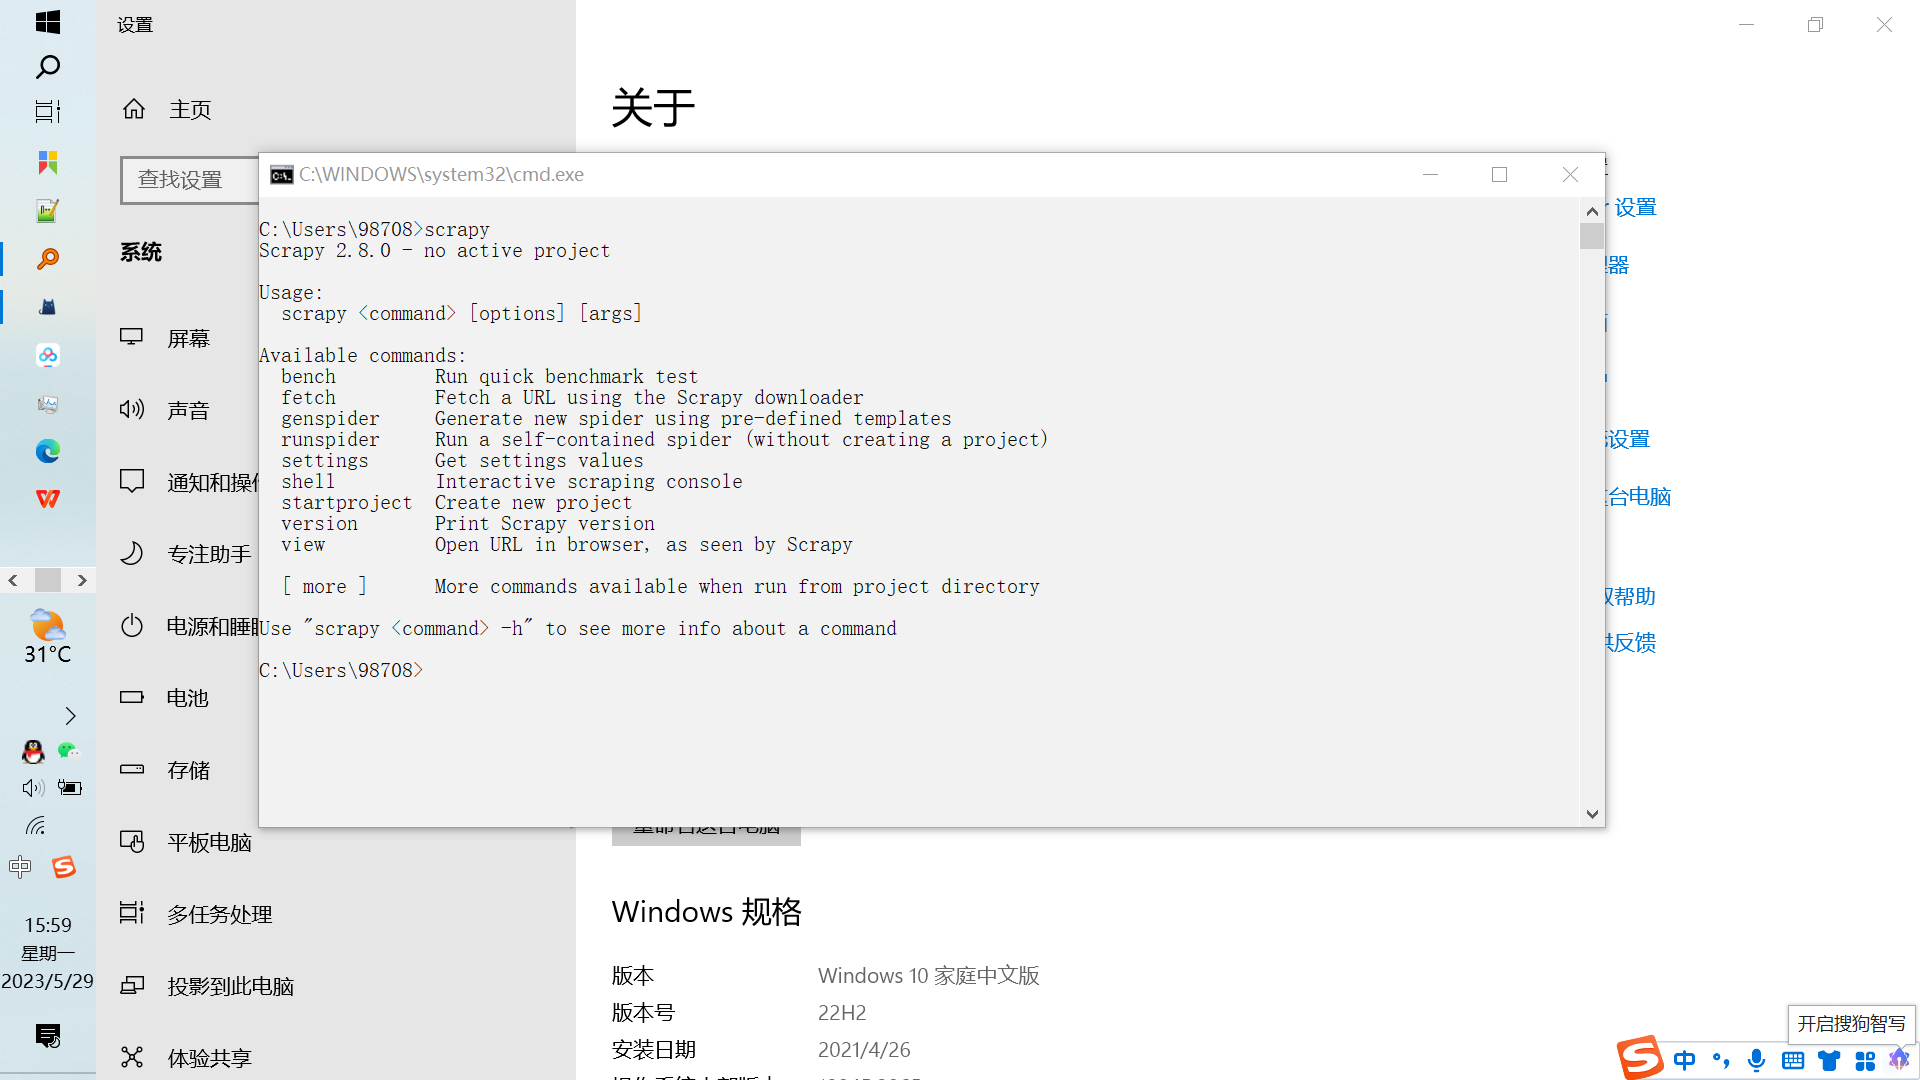 设置
主页
查找设置
系统
屏幕
声音
通知和操作
专注助手
电源和睡眠
电池
存储
平板电脑
多任务处理
投影到此电脑
体验共享
31°C
中
15:59
星期一
2023/5/29
关于
C:\WINDOWS\system32\cmd.exe
C:\Users\98708>scrapy
Scrapy 2.8.0 - no active project
Usage:
scrapy <command> [options] [args]
Available commands:
bench Run quick benchmark test
fetch Fetch a URL using the Scrapy downloader
genspider Generate new spider using pre-defined templates
runspider Run a self-contained spider (without creating a project)
settings Get settings values
shell Interactive scraping console
startproject Create new project
version Print Scrapy version
view Open URL in browser, as seen by Scrapy
[ more ] More commands available when run from project directory
Use "scrapy <command> -h" to see more info about a command
C:\Users\98708>
设置
器
设置
台电脑
帮助
反馈
重命名这台电脑
Windows 规格
版本 Windows 10 家庭中文版
版本号 22H2
安装日期 2021/4/26
开启搜狗智写
中